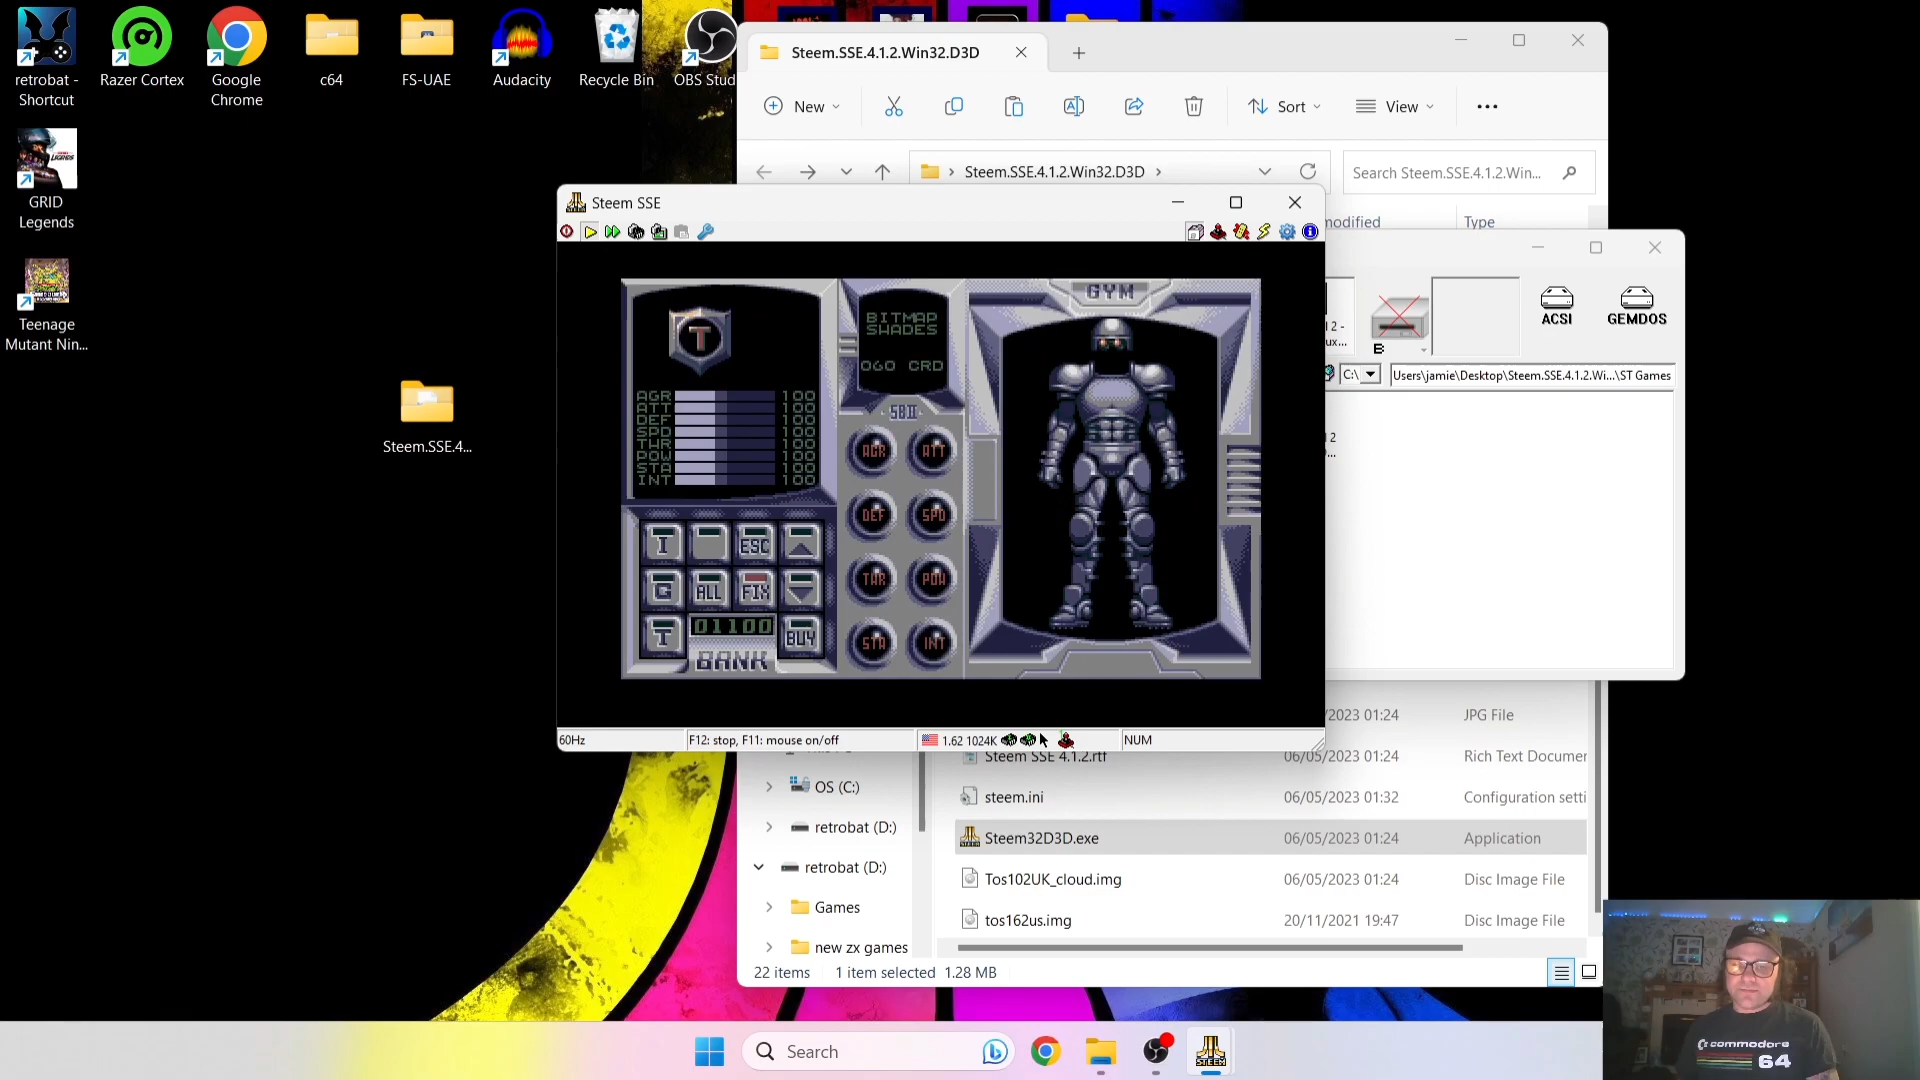 retrobat -
Shortcut
Razer Cortex
Google
Chrome
c64
FS-UAE
Audacity
Recycle Bin
OBS Stud
GRID
Legends
Teenage
Mutant Nin...
Steem.SSE.4...
Steem.SSE.4.1.2.Win32.D3D
New
Sort
View
Steem.SSE.4.1.2.Win32.D3D
Search Steem.SSE.4.1.2.Win...
modified
Type
Steem SSE
T
AGR 100
ATT 100
DEF 100
SPD 100
THR 100
POW 100
STA 100
INT 100
BITMAP
SHADES
060 CRD
SBII
AGR ATT
DEF SPD
THR POW
STA INT
I ESC
G ALL FIX
T 01100 BUY
BANK
GYM
60Hz
F12: stop, F11: mouse on/off
1.62 1024K
NUM
ACSI
GEMDOS
B
C:\
Users\jamie\Desktop\Steem.SSE.4.1.2.Wi...\ST Games
/2023 01:24 JPG File
Steem SSE 4.1.2.rtf 06/05/2023 01:24 Rich Text Documen
steem.ini 06/05/2023 01:32 Configuration setti
Steem32D3D.exe 06/05/2023 01:24 Application
Tos102UK_cloud.img 06/05/2023 01:24 Disc Image File
tos162us.img 20/11/2021 19:47 Disc Image File
OS (C:)
retrobat (D:)
retrobat (D:)
Games
new zx games
22 items 1 item selected 1.28 MB
Search
commodore
64